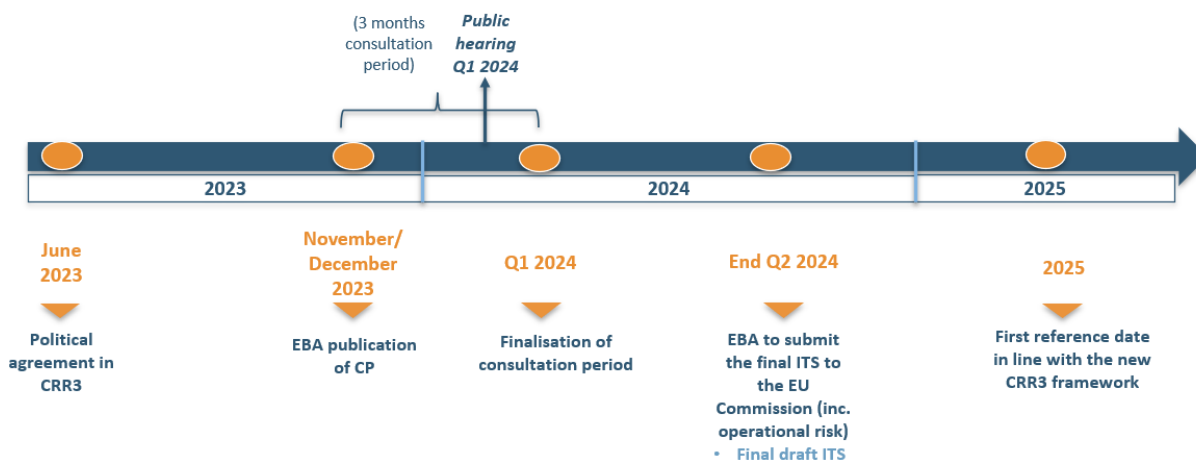 (3 months
consultation
period)
Public
hearing
Q1 2024
2023
2024
2025
June
2023
Political
agreement in
CRR3
November/
December
2023
EBA publication
of CP
Q1 2024
Finalisation of
consultation period
End Q2 2024
EBA to submit
the final ITS to
the EU
Commission (inc.
operational risk)
• Final draft ITS
2025
First reference date
in line with the new
CRR3 framework